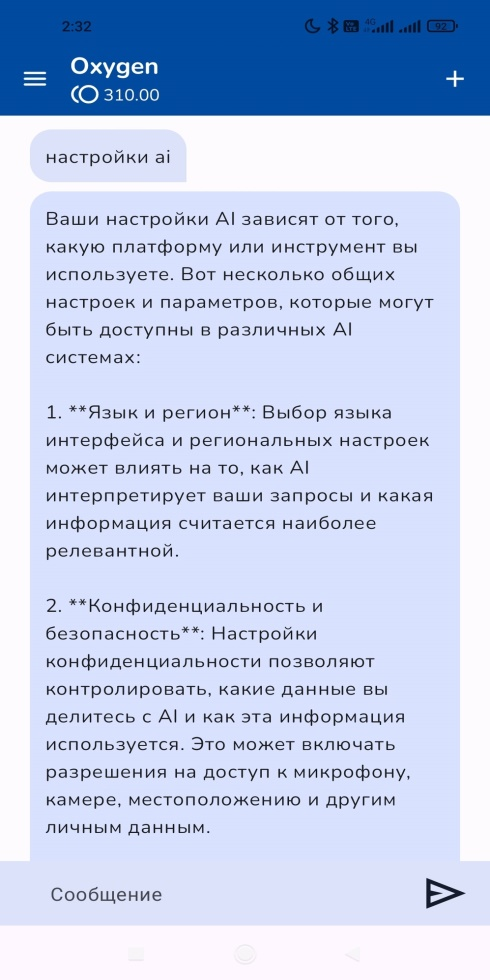 2:32
4G
92
Oxygen
310.00
настройки ai
Ваши настройки AI зависят от того,
какую платформу или инструмент вы
используете. Вот несколько общих
настроек и параметров, которые могут
быть доступны в различных AI
системах:
1. **Язык и регион**: Выбор языка
интерфейса и региональных настроек
может влиять на то, как AI
интерпретирует ваши запросы и какая
информация считается наиболее
релевантной.
2. **Конфиденциальность и
безопасность**: Настройки
конфиденциальности позволяют
контролировать, какие данные вы
делитесь с AI и как эта информация
используется. Это может включать
разрешения на доступ к микрофону,
камере, местоположению и другим
личным данным.
Сообщение